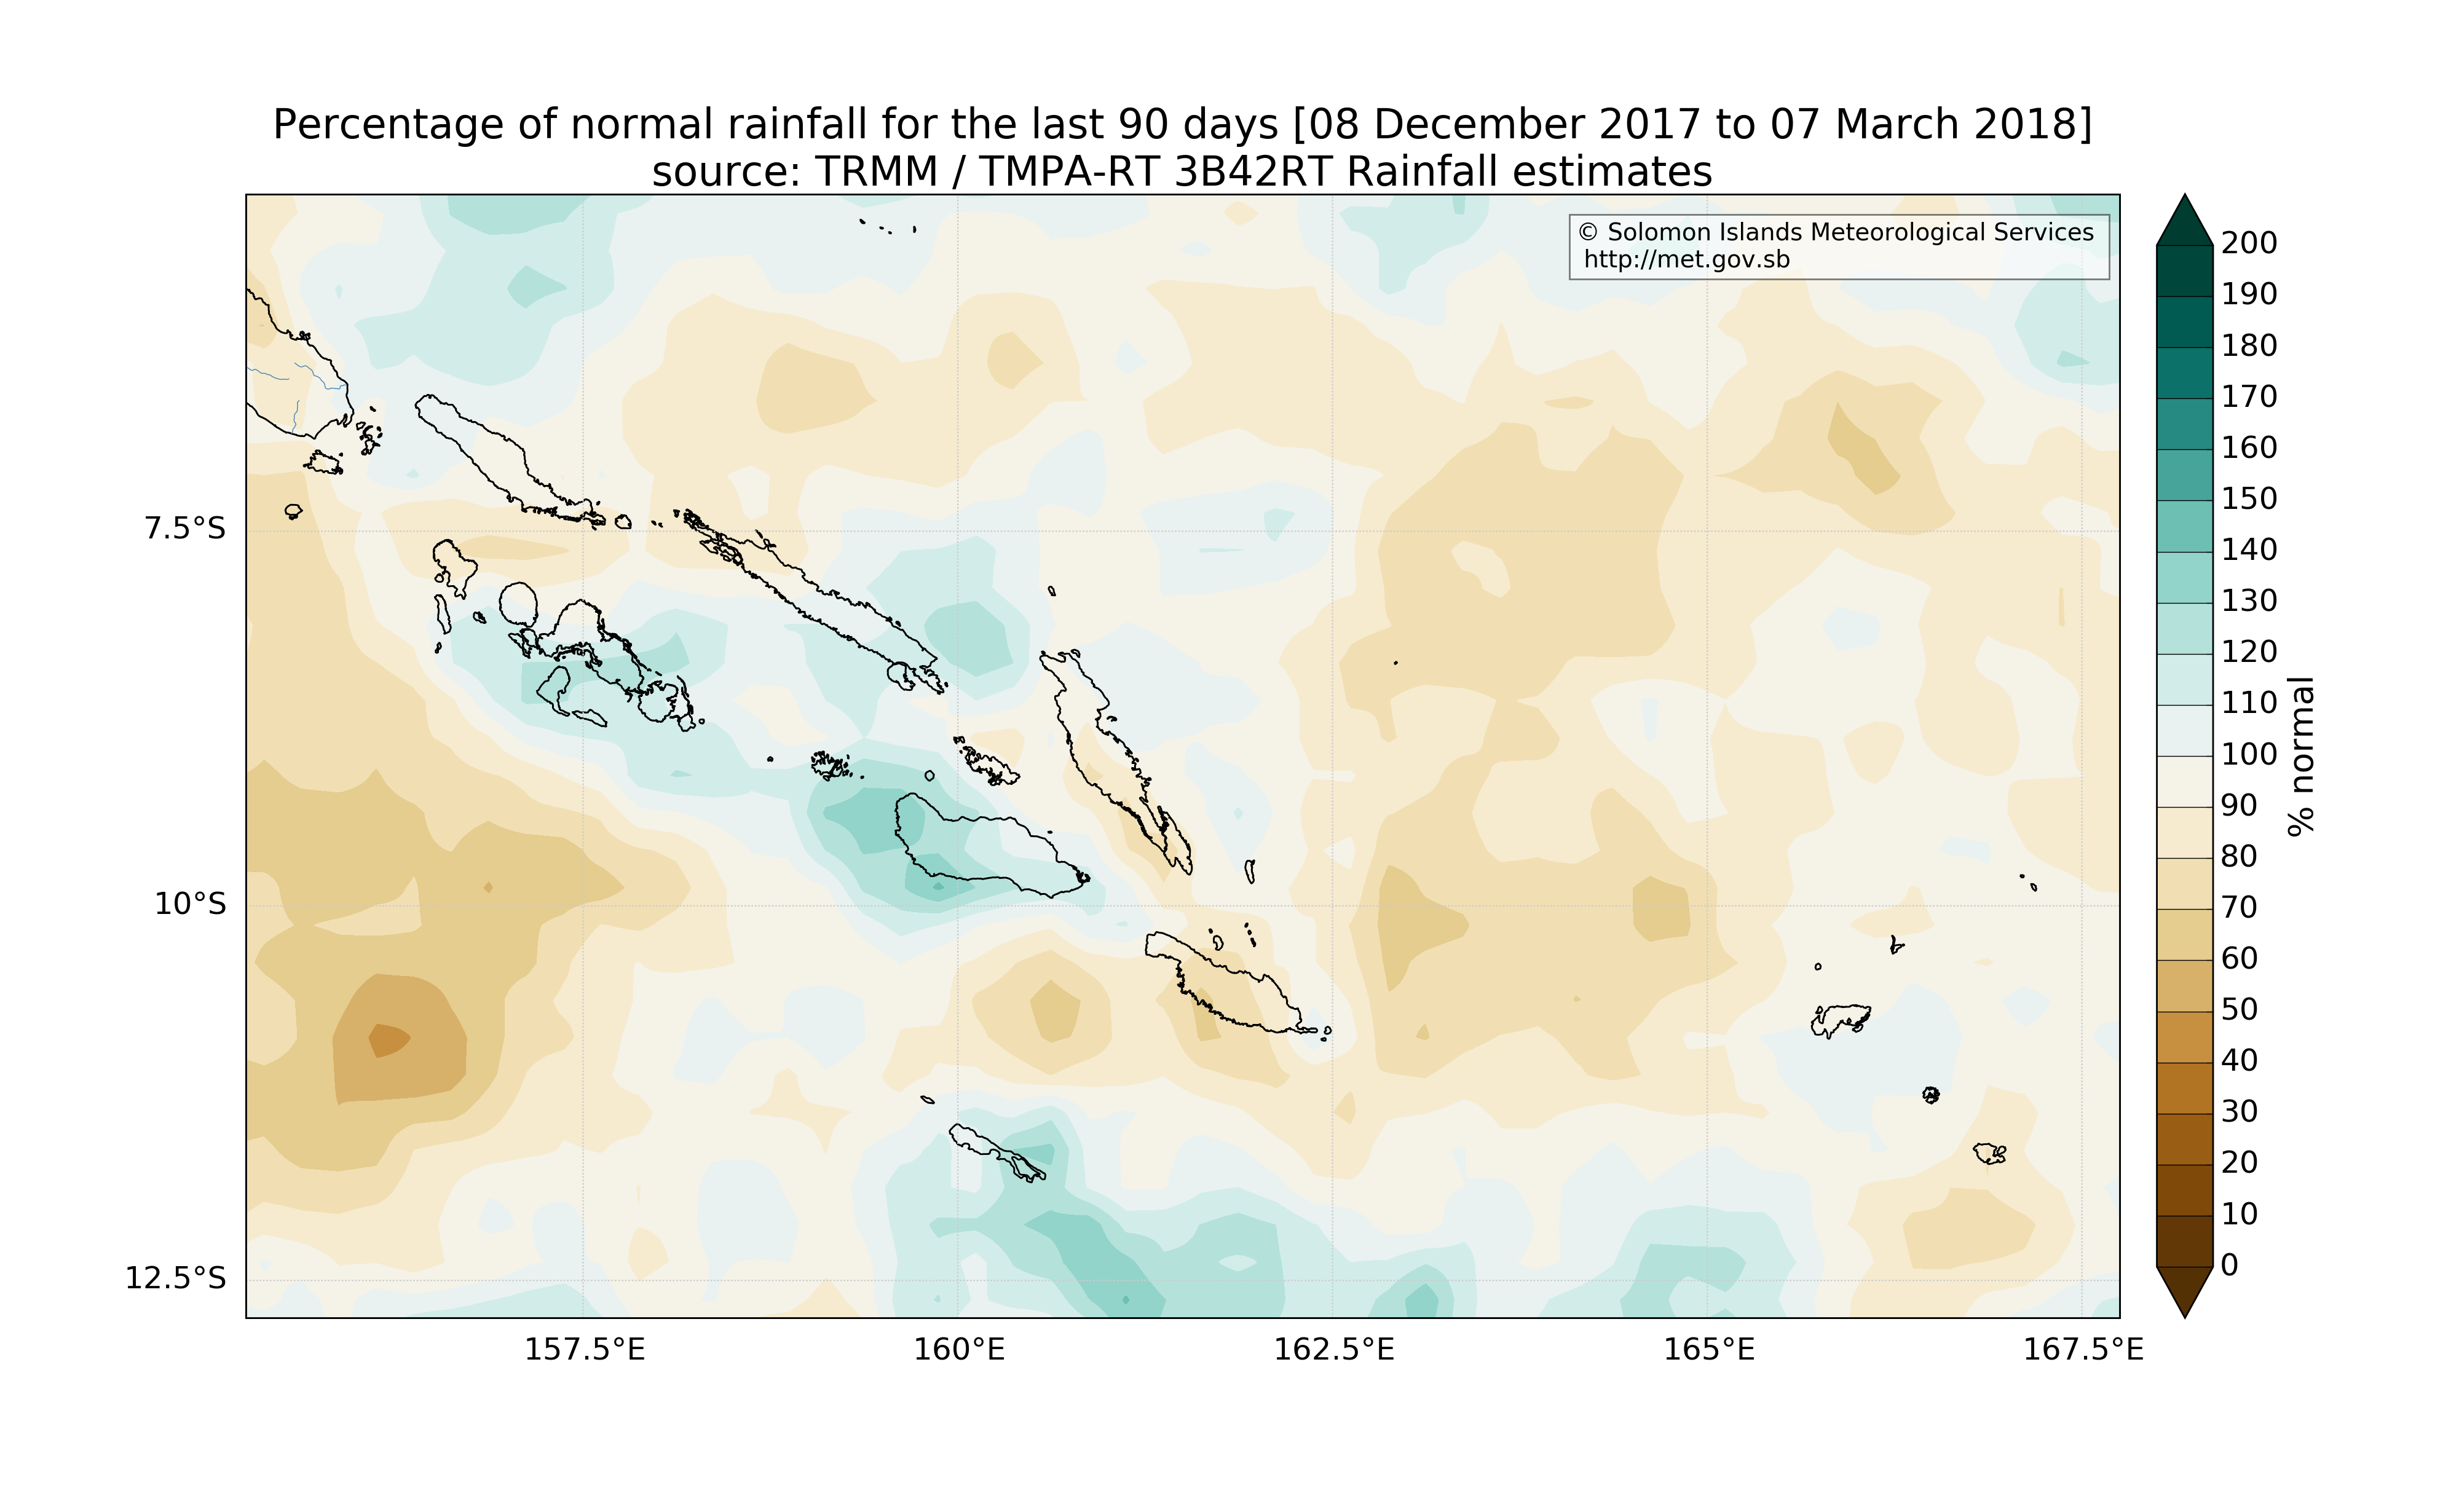 Percentage of normal rainfall for the last 90 days [08 December 2017 to 07 March 2018]
source: TRMM / TMPA-RT 3B42RT Rainfall estimates
© Solomon Islands Meteorological Services
http://met.gov.sb
7.5°S
10°S
12.5°S
157.5°E
160°E
162.5°E
165°E
167.5°E
200
190
180
170
160
150
140
130
120
110
100
90
80
70
60
50
40
30
20
10
0
% normal